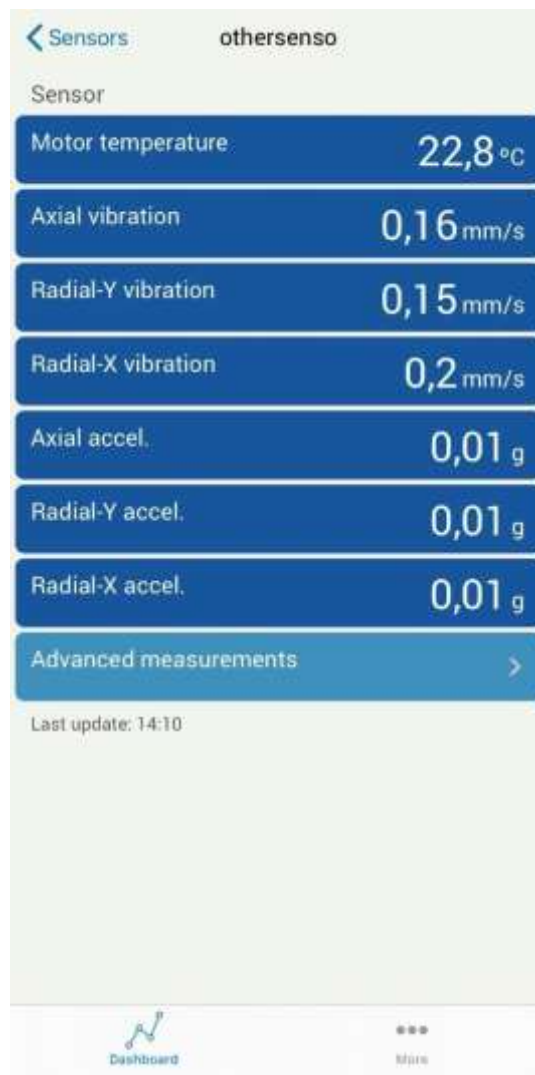 Sensors
othersenso
Sensor
Motor temperature
22,8 ºC
Axial vibration
0,16 mm/s
Radial-Y vibration
0,15 mm/s
Radial-X vibration
0,2 mm/s
Axial accel.
0,01 g
Radial-Y accel.
0,01 g
Radial-X accel.
0,01 g
Advanced measurements
Last update: 14:10
Dashboard
More